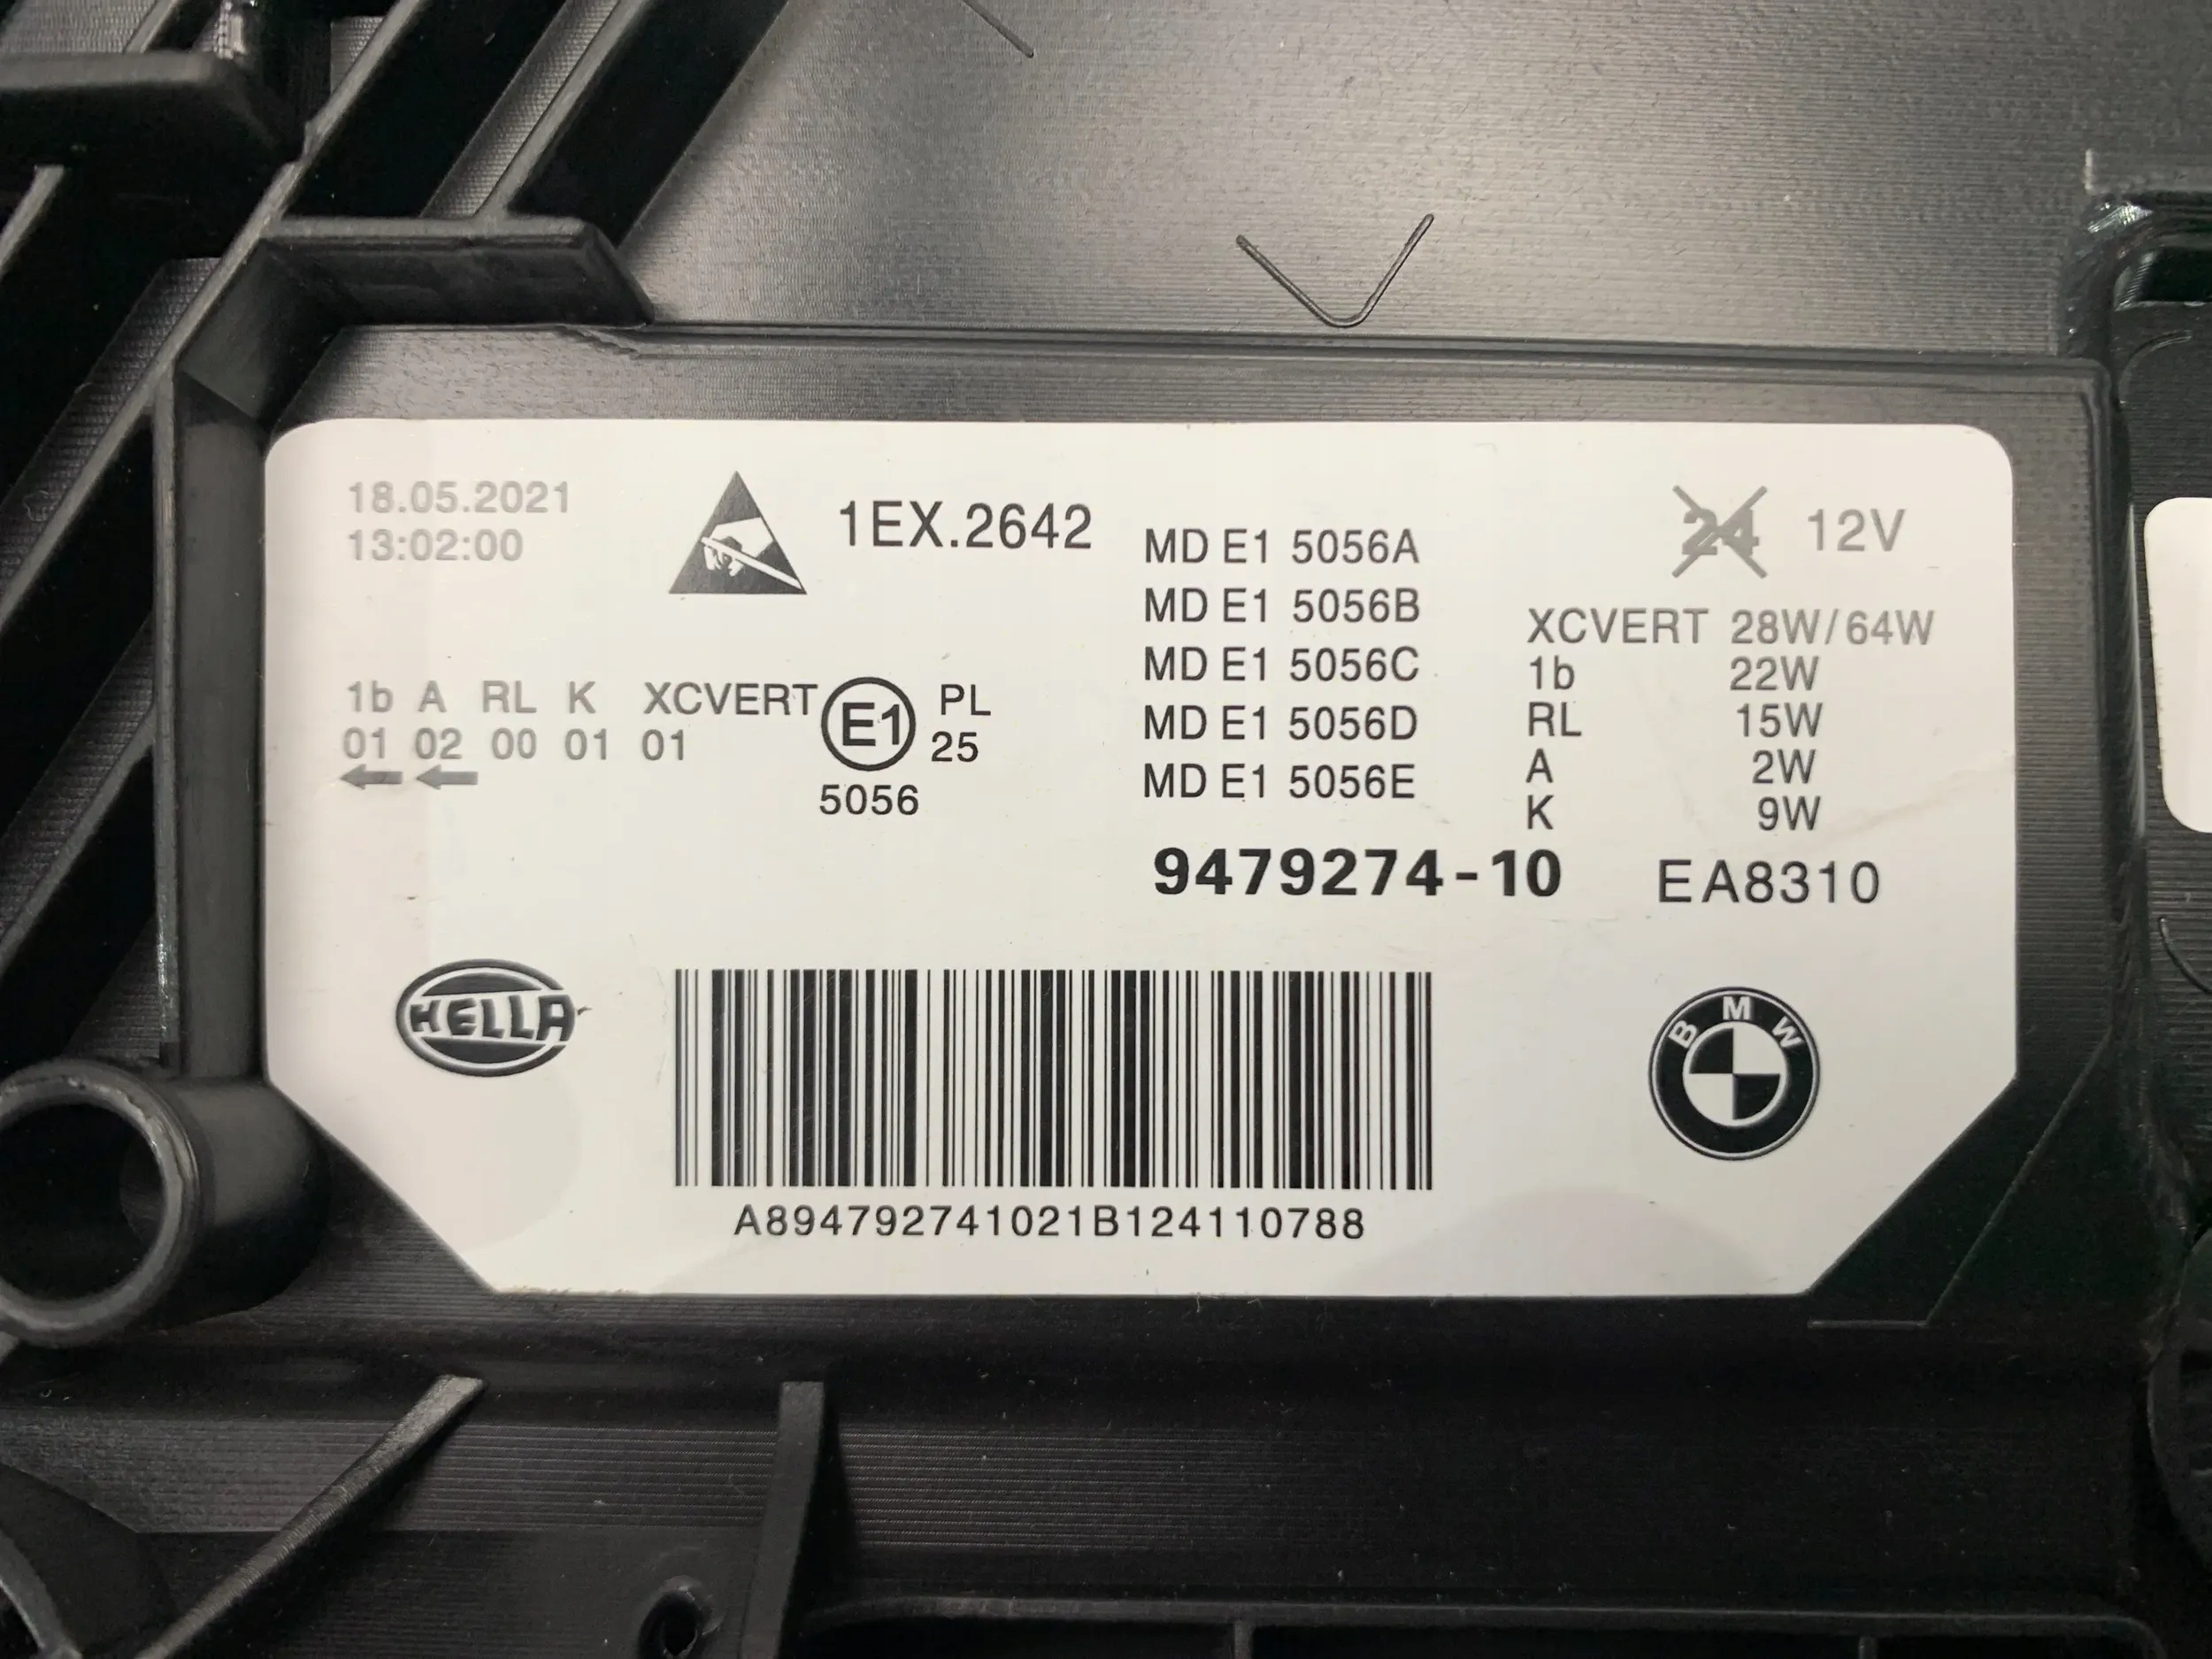 18.05.2021
13:02:00
1EX.2642
MD E1 5056A
MD E1 5056B
MD E1 5056C
MD E1 5056D
MD E1 5056E
24 12V
XCVERT 28W/64W
1b 22W
RL 15W
A 2W
K 9W
1b A RL K XCVERT E1 PL
01 02 00 01 01 25
5056
9479274-10 EA8310
HELLA
BMW
A894792741021B124110788